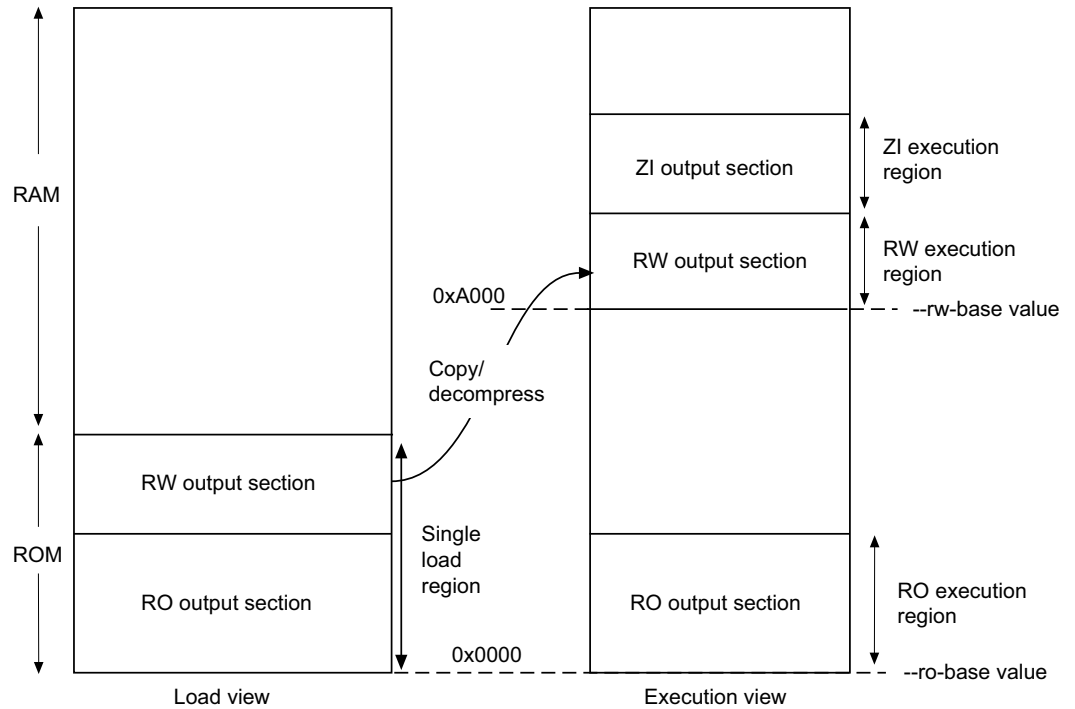 RAM
ROM
RW output section
RO output section
Single
load
region
Load view
Copy/
decompress
0xA000
0x0000
ZI output section
RW output section
RO output section
Execution view
ZI execution
region
RW execution
region
--rw-base value
RO execution
region
--ro-base value